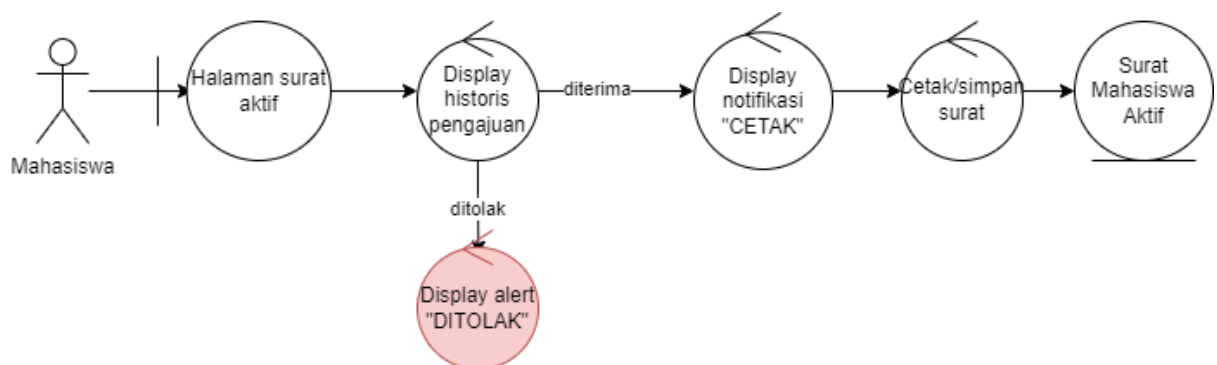 Mahasiswa
Halaman surat
aktif
Display
historis
pengajuan
diterima
Display
notifikasi
"CETAK"
Cetak/simpan
surat
Surat
Mahasiswa
Aktif
ditolak
Display alert
"DITOLAK"